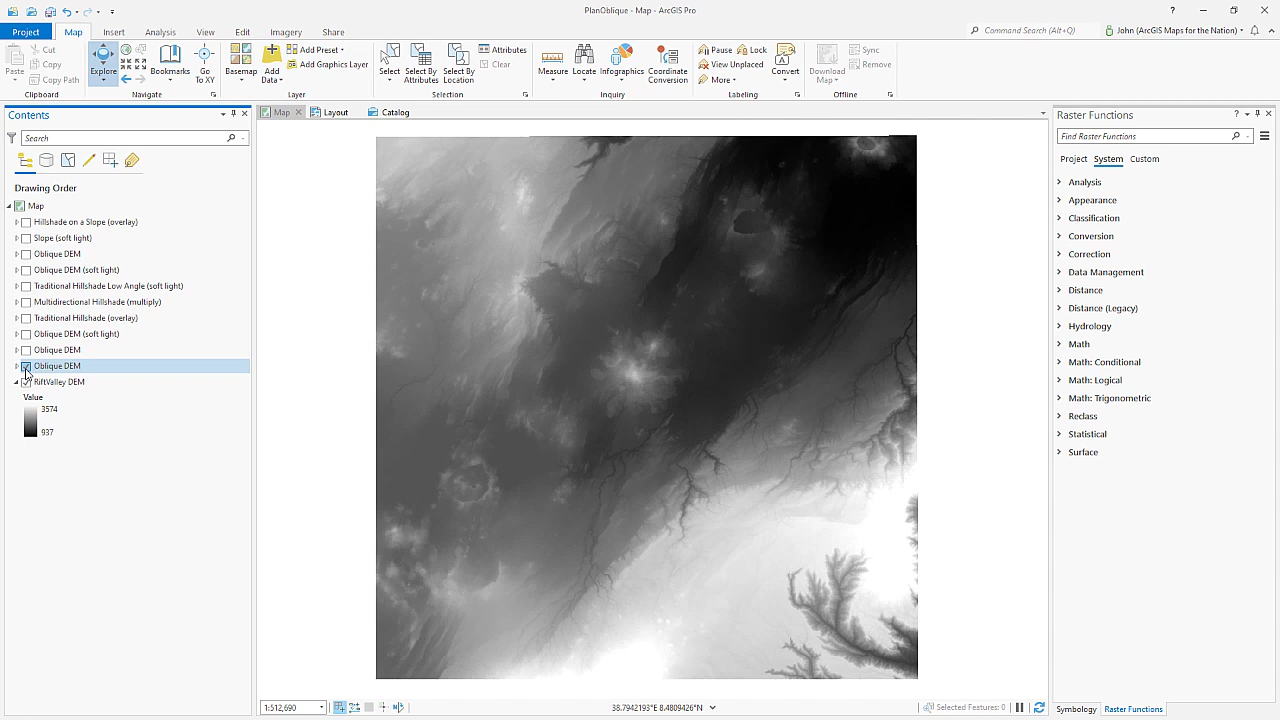 PlanOblique - Map - ArcGIS Pro
Project Map Insert Analysis View Edit Imagery Share
Command Search (Alt+Q)
John (ArcGIS Maps for the Nation)
Paste Cut Copy Copy Path
Clipboard
Explore Bookmarks Go To XY
Navigate
Basemap Add Data Add Preset Add Graphics Layer
Layer
Select Select By Attributes Select By Location Attributes Clear
Selection
Measure Locate Infographics Coordinate Conversion
Inquiry
Pause Lock View Unplaced More Convert
Labeling
Download Map Sync Remove
Offline
Contents
Search
Drawing Order
Map
Hillshade on a Slope (overlay)
Slope (soft light)
Oblique DEM
Oblique DEM (soft light)
Traditional Hillshade Low Angle (soft light)
Multidirectional Hillshade (multiply)
Traditional Hillshade (overlay)
Oblique DEM (soft light)
Oblique DEM
Oblique DEM
RiftValley DEM
Value
3574
937
Map Layout Catalog
1:512,690
38.7942193°E 8.4809426°N
Selected Features: 0
Raster Functions
Find Raster Functions
Project System Custom
Analysis
Appearance
Classification
Conversion
Correction
Data Management
Distance
Distance (Legacy)
Hydrology
Math
Math: Conditional
Math: Logical
Math: Trigonometric
Reclass
Statistical
Surface
Symbology Raster Functions